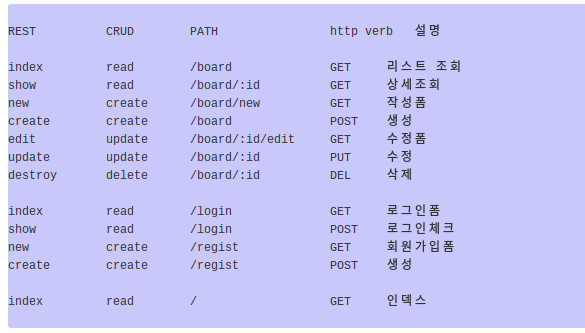 REST CRUD PATH http verb 설명
index read /board GET 리스트 조회
show read /board/:id GET 상세조회
new create /board/new GET 작성폼
create create /board POST 생성
edit update /board/:id/edit GET 수정폼
update update /board/:id PUT 수정
destroy delete /board/:id DEL 삭제
index read /login GET 로그인폼
show read /login POST 로그인체크
new create /regist GET 회원가입폼
create create /regist POST 생성
index read / GET 인덱스